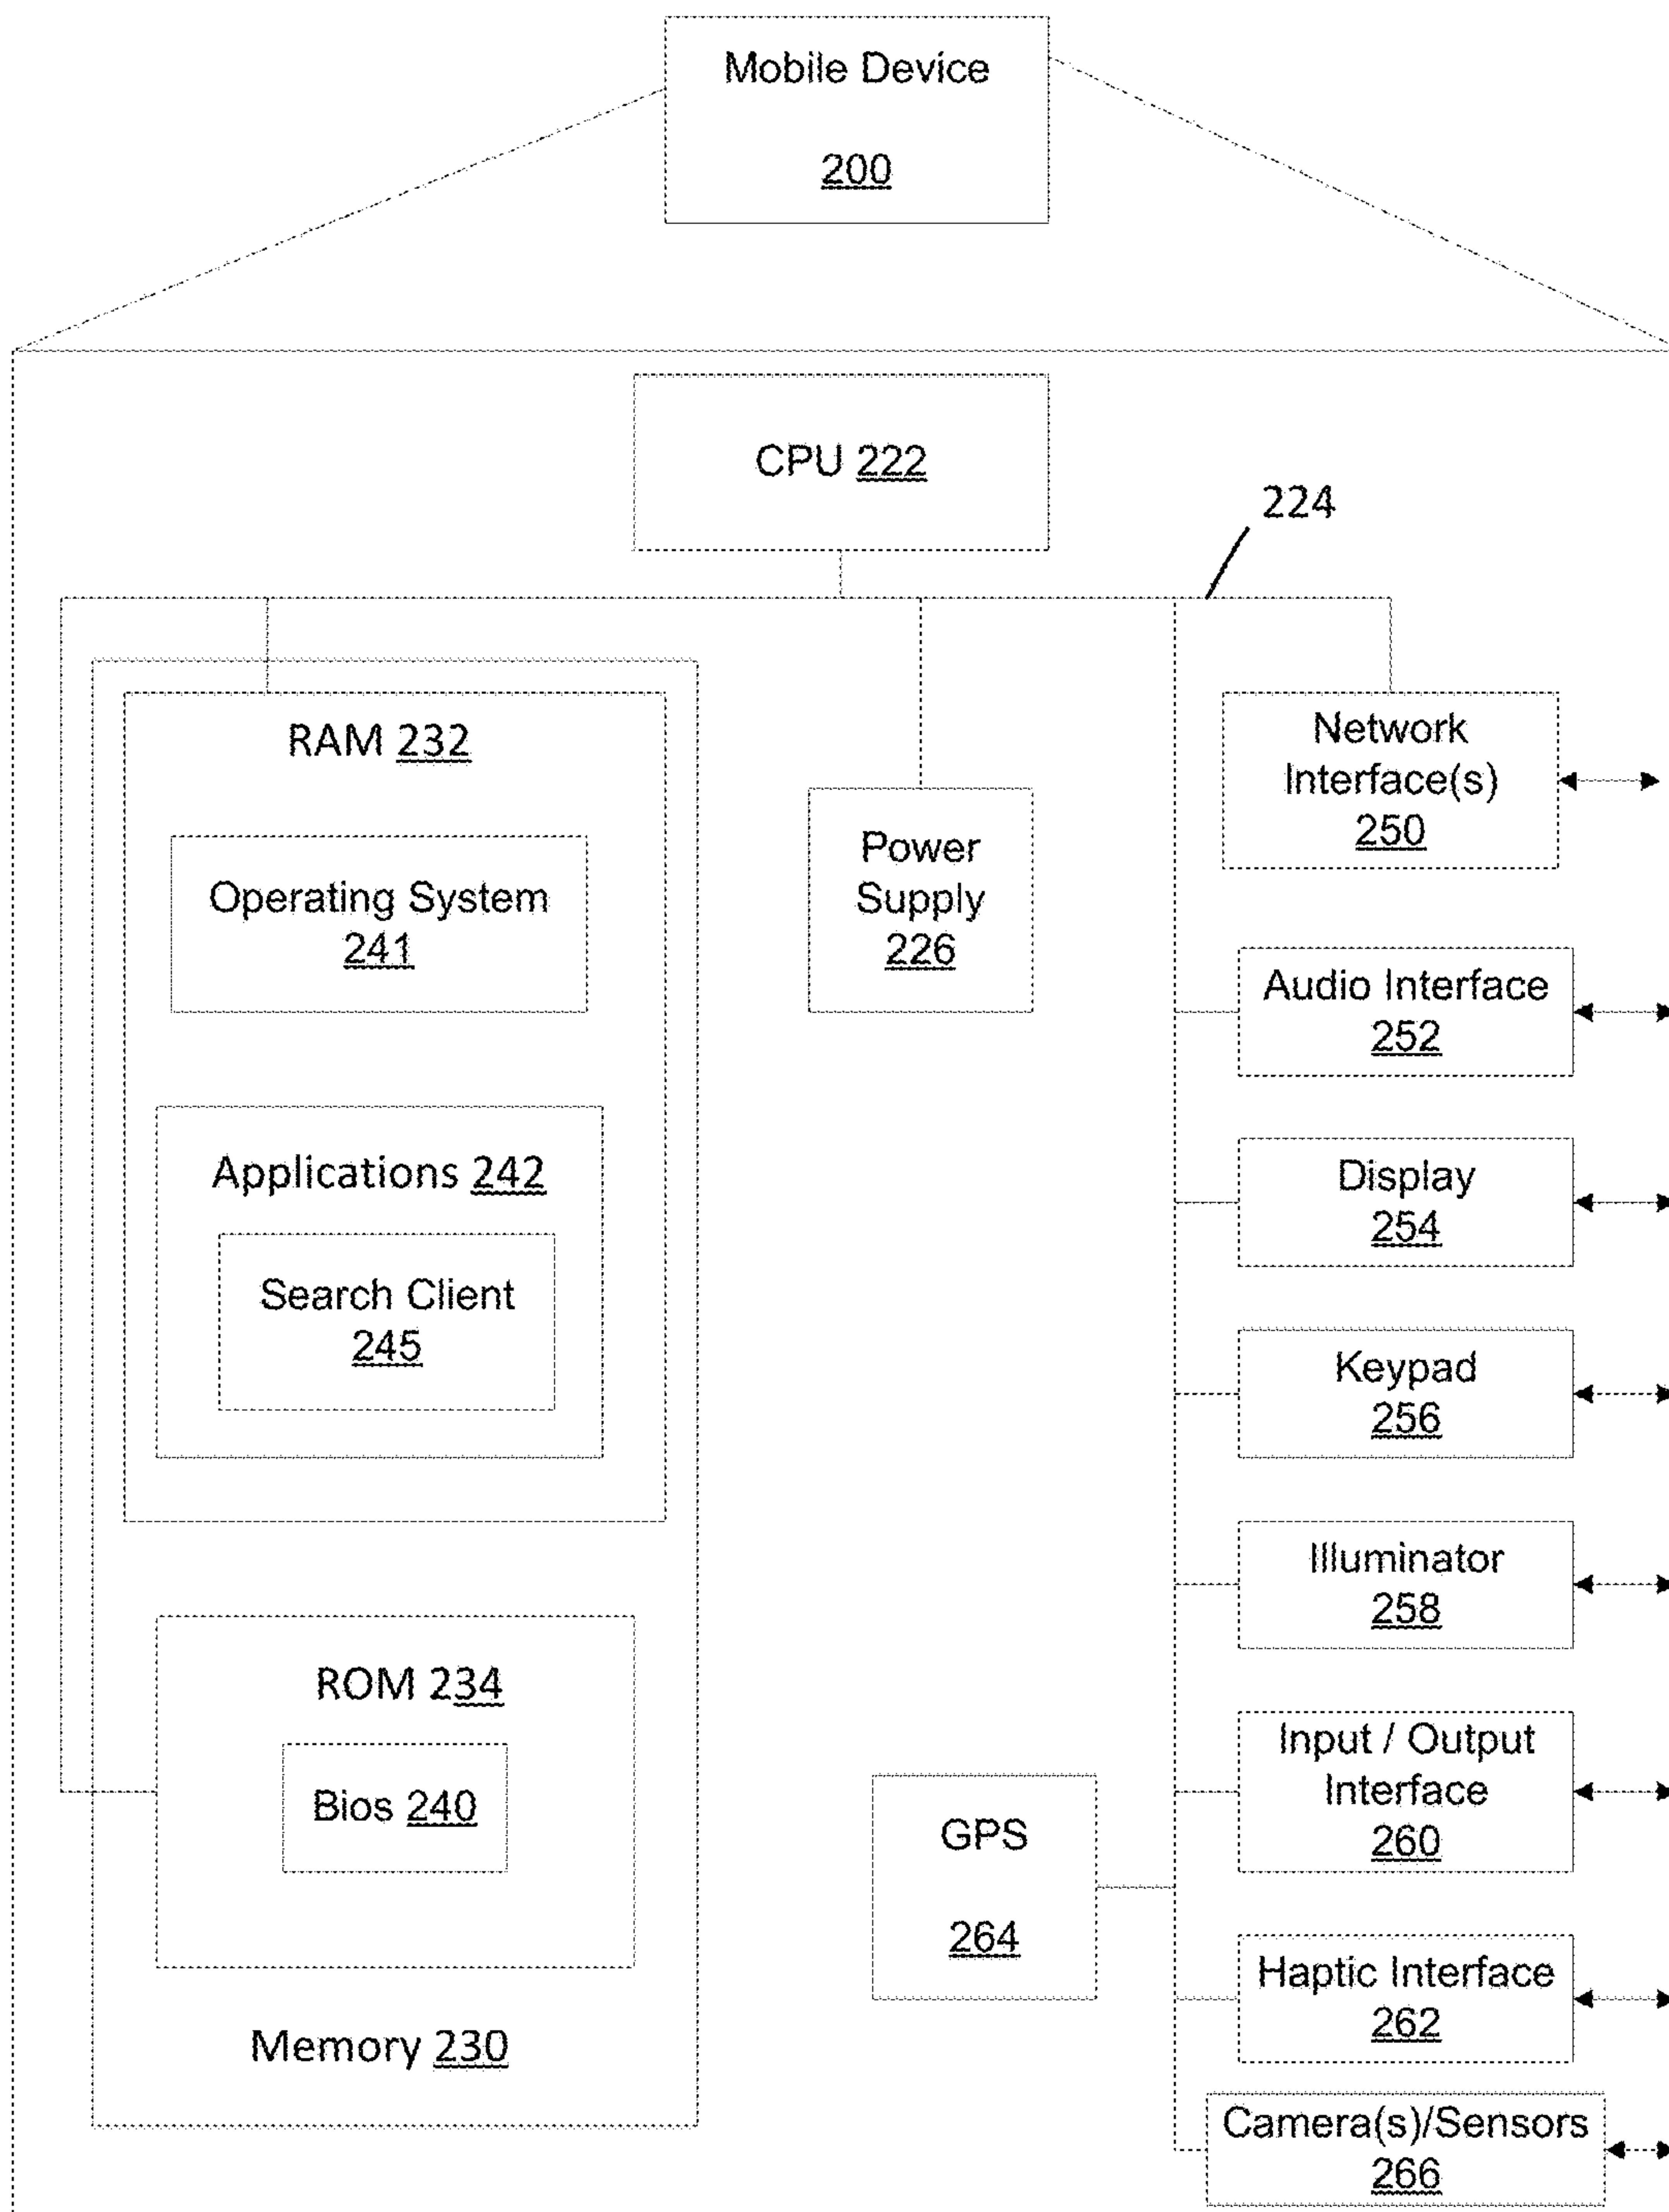 Mobile Device
200
CPU 222
224
RAM 232
Operating System
241
Applications 242
Search Client
245
ROM 234
Bios 240
Memory 230
Power
Supply
226
GPS
264
Network
Interface(s)
250
Audio Interface
252
Display
254
Keypad
256
Illuminator
258
Input / Output
Interface
260
Haptic Interface
262
Camera(s)/Sensors
266